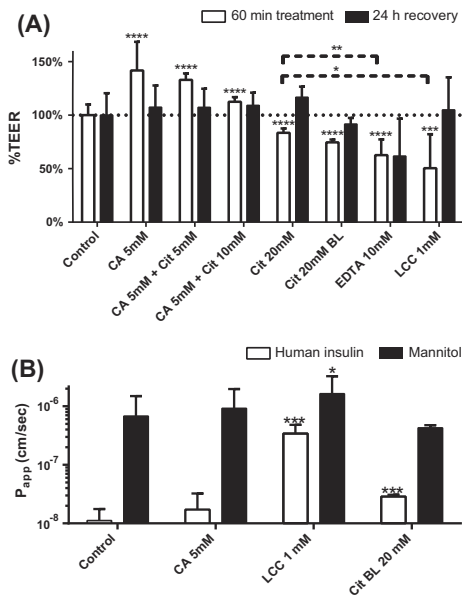 (A)
60 min treatment 24 h recovery
150%
100%
50%
0%
%TEER
**** **** **** **** **** **** ***
**
*
Control
CA 5mM
CA 5mM + Cit 5mM
CA 5mM + Cit 10mM
Cit 20mM
Cit 20mM BL
EDTA 10mM
LCC 1mM
(B)
Human insulin Mannitol
10-6
10-7
10-8
Papp (cm/sec)
*** * ***
Control
CA 5mM
LCC 1 mM
Cit BL 20 mM